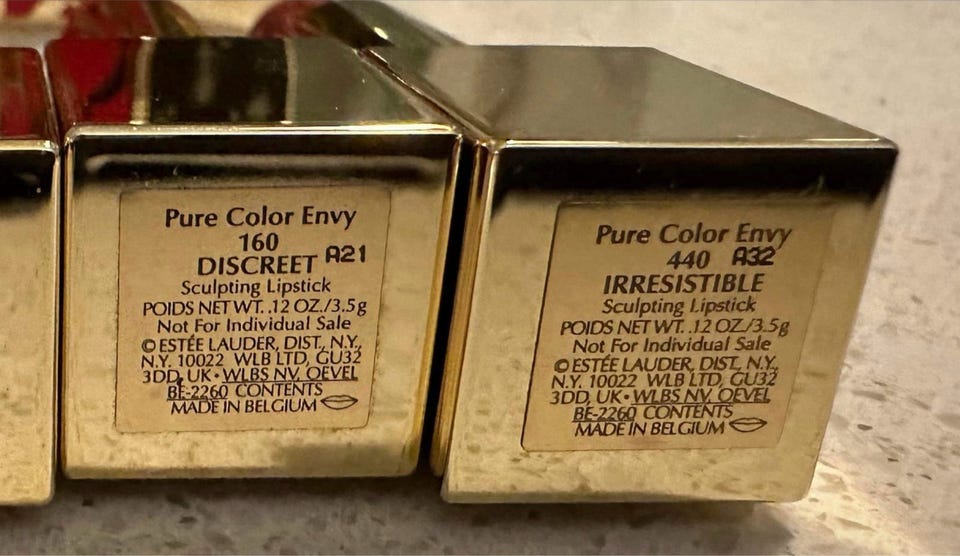 Pure Color Envy
160
DISCREET A21
Sculpting Lipstick
POIDS NET WT. .12 OZ./3.5g
Not For Individual Sale
© ESTÉE LAUDER, DIST., N.Y.,
N.Y. 10022 WLB LTD, GU32
3DD, UK • WLBS NV, OEVEL
BE-2260 CONTENTS
MADE IN BELGIUM
Pure Color Envy
440 A32
IRRESISTIBLE
Sculpting Lipstick
POIDS NET WT. .12 OZ./3.5g
Not For Individual Sale
© ESTÉE LAUDER, DIST., N.Y.,
N.Y. 10022 WLB LTD, GU32
3DD, UK • WLBS NV, OEVEL
BE-2260 CONTENTS
MADE IN BELGIUM